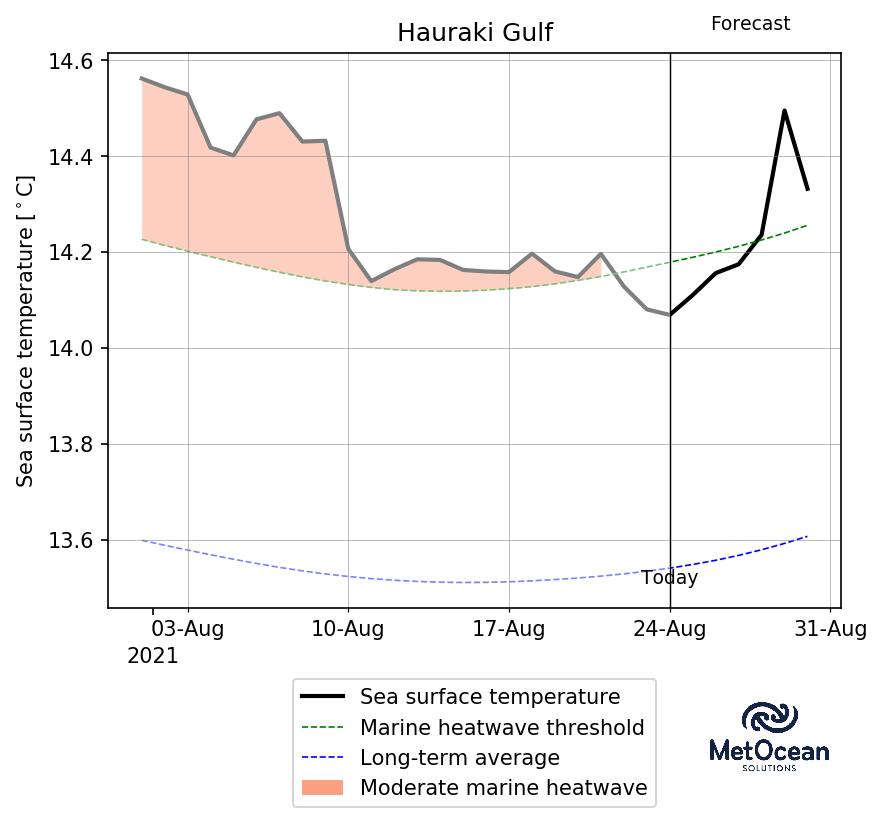 Forecast
Hauraki Gulf
14.6
14.4
14.2
14.0
13.8
13.6
Sea surface temperature [°C]
Today
03-Aug 10-Aug 17-Aug 24-Aug 31-Aug
2021
Sea surface temperature
Marine heatwave threshold
Long-term average
Moderate marine heatwave
MetOcean
SOLUTIONS